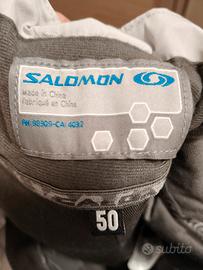 SALOMON
Made in China
Fabriqué en Chine
50
subito